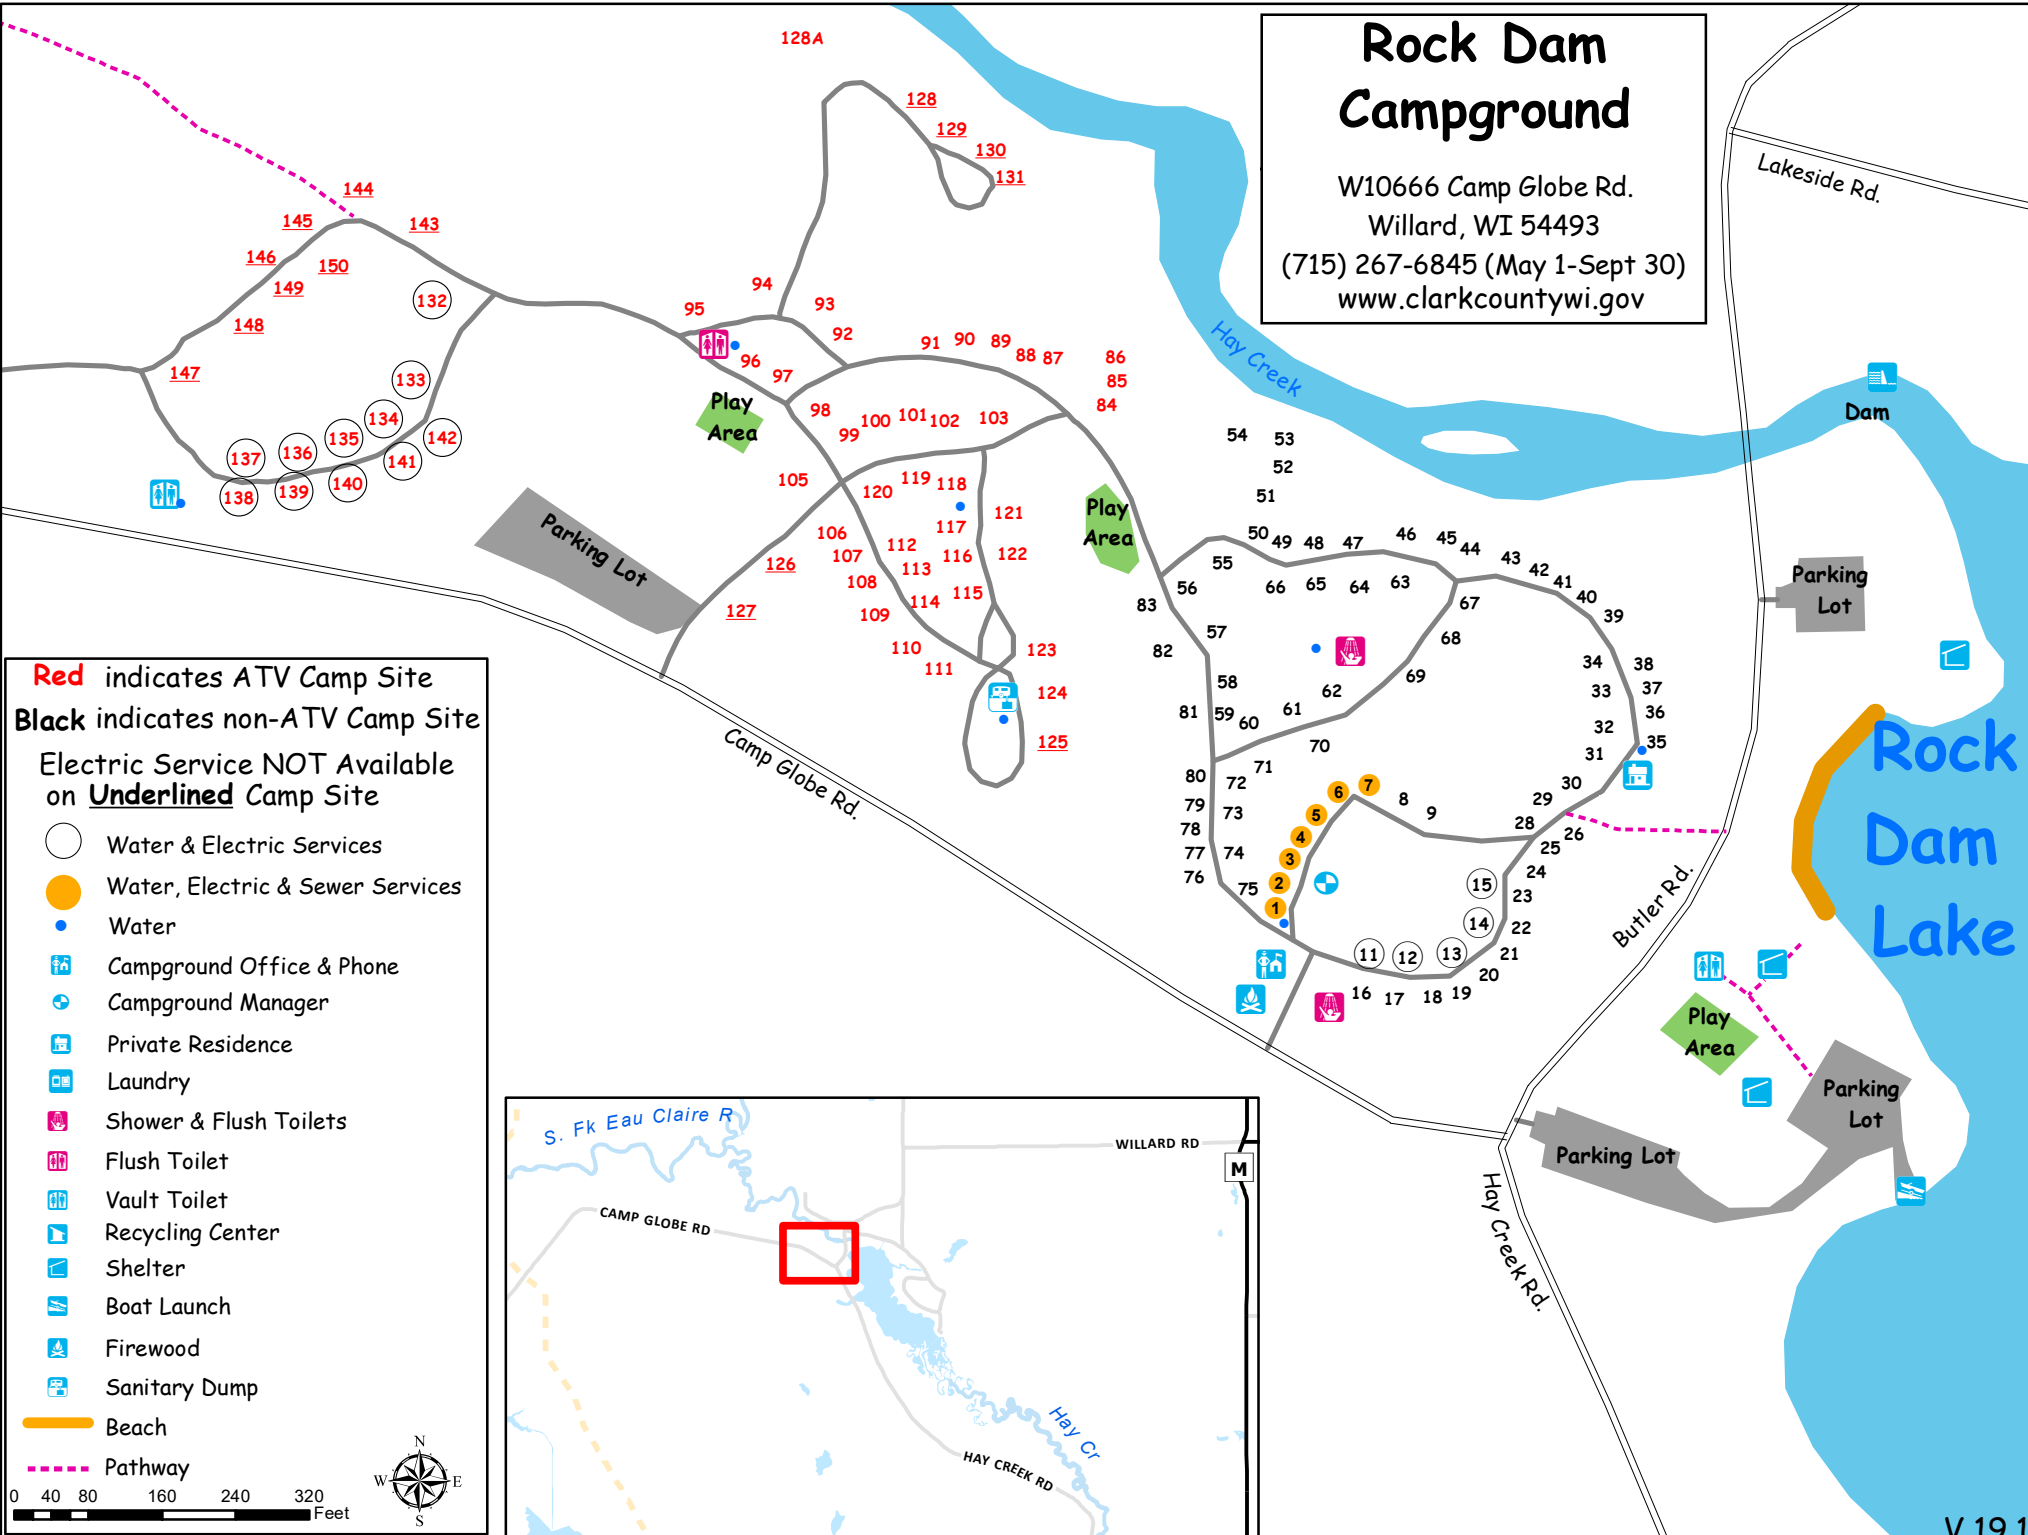 Rock Dam
Campground
W10666 Camp Globe Rd.
Willard, WI 54493
(715) 267-6845 (May 1-Sept 30)
www.clarkcountywi.gov
128A
128
129
130
131
144
145
143
146
150
149
148
147
132
133
134
135
136
137
138
139
140
141
142
94
95
93
92
96
97
91
90
89
88
87
86
85
84
98
99
100
101
102
103
105
Play
Area
Parking Lot
106
107
108
109
110
111
112
113
114
115
116
117
118
119
120
121
122
123
124
125
126
127
Play
Area
Hay Creek
Lakeside Rd.
Dam
54
53
52
51
50
49
48
47
46
45
44
43
42
41
40
39
38
37
36
35
34
33
32
31
30
29
28
26
25
24
23
22
21
20
19
18
17
16
15
14
13
12
11
9
8
7
6
5
4
3
2
1
55
56
57
58
59
60
61
62
63
64
65
66
67
68
69
70
71
72
73
74
75
76
77
78
79
80
81
82
83
Camp Globe Rd.
Butler Rd.
Hay Creek Rd.
Parking
Lot
Rock
Dam
Lake
Play
Area
Parking
Lot
Parking Lot
Red indicates ATV Camp Site
Black indicates non-ATV Camp Site
Electric Service NOT Available
on Underlined Camp Site
Water & Electric Services
Water, Electric & Sewer Services
Water
Campground Office & Phone
Campground Manager
Private Residence
Laundry
Shower & Flush Toilets
Flush Toilet
Vault Toilet
Recycling Center
Shelter
Boat Launch
Firewood
Sanitary Dump
Beach
Pathway
0 40 80 160 240 320
Feet
N
W E
S
S. Fk Eau Claire R
WILLARD RD
M
CAMP GLOBE RD
Hay Cr
HAY CREEK RD